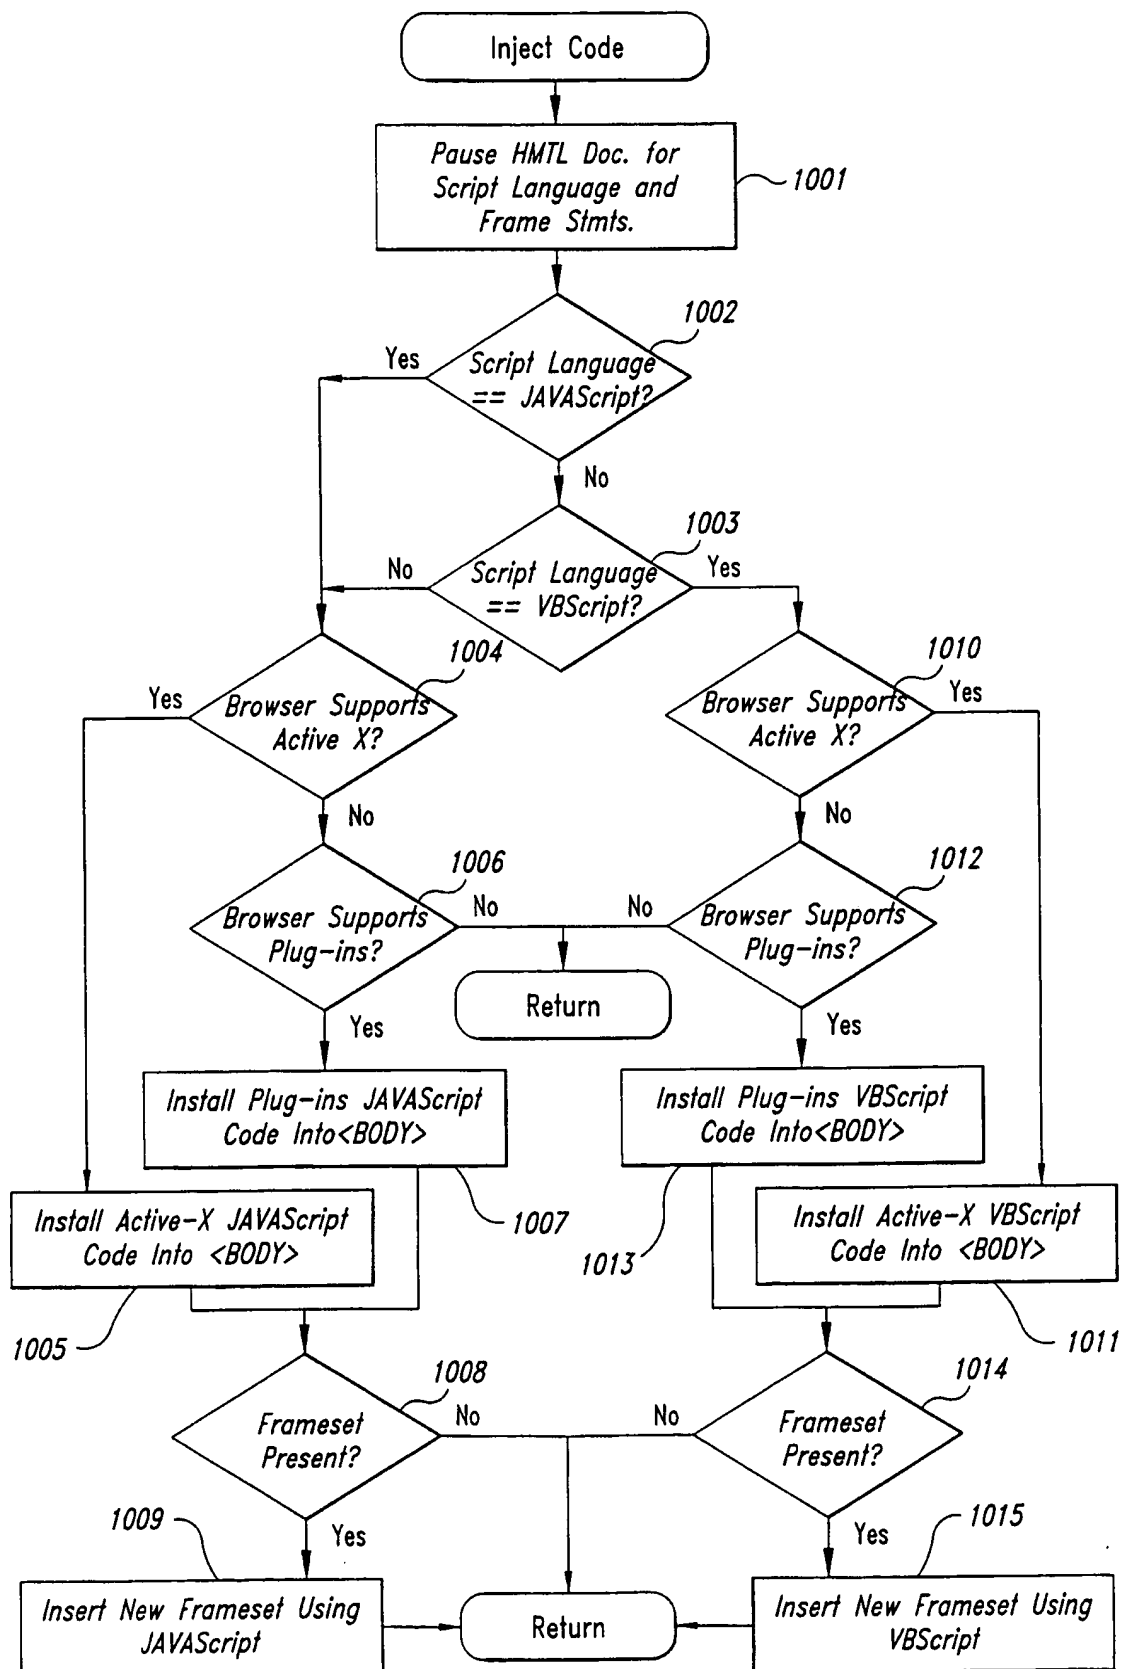 Inject Code
Pause HMTL Doc. for
Script Language and
Frame Stmts.
1001
1002
Yes
Script Language
== JAVAScript?
No
1003
No
Script Language
== VBScript?
Yes
1004
Yes
Browser Supports
Active X?
No
1010
Browser Supports
Active X?
Yes
No
1006
Browser Supports
Plug-ins?
No
Yes
1012
No
Browser Supports
Plug-ins?
Yes
Return
Install Plug-ins JAVAScript
Code Into<BODY>
1007
Install Plug-ins VBScript
Code Into<BODY>
1013
Install Active-X JAVAScript
Code Into <BODY>
1005
Install Active-X VBScript
Code Into <BODY>
1011
1008
Frameset
Present?
No
Yes
1014
No
Frameset
Present?
Yes
1009
Insert New Frameset Using
JAVAScript
Return
1015
Insert New Frameset Using
VBScript